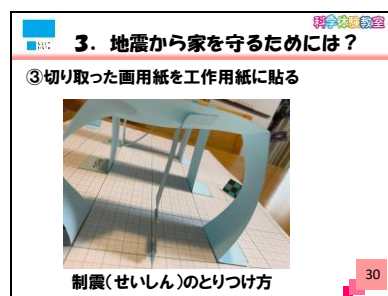 科学体験教室
3．地震から家を守るためには？
③切り取った画用紙を工作用紙に貼る
制震（せいしん）のとりつけ方
30